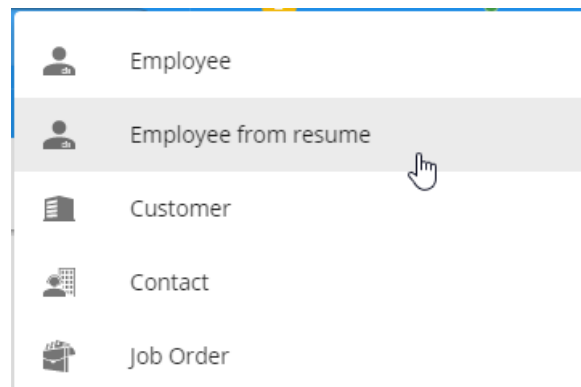 Employee
Employee from resume
Customer
Contact
Job Order